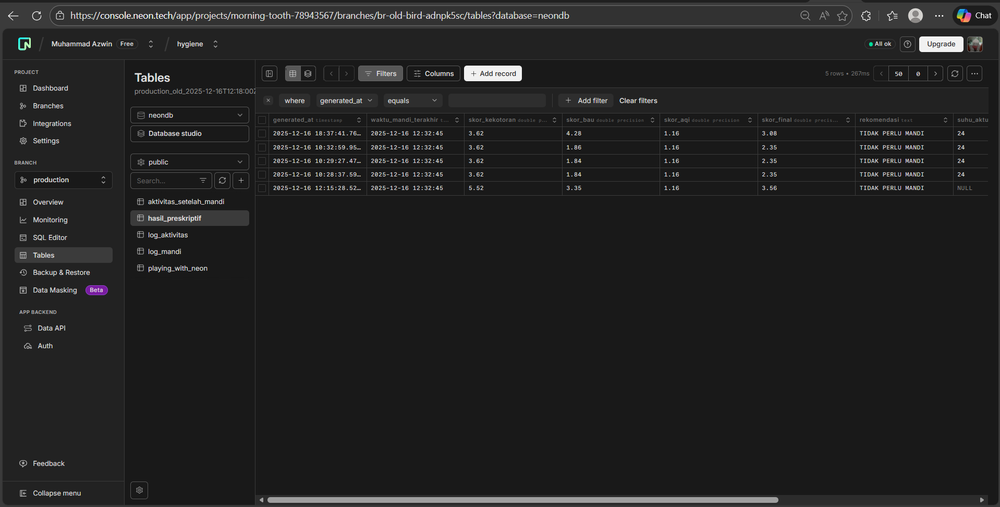 https://console.neon.tech/app/projects/morning-tooth-78943567/branches/br-old-bird-adnpk5sc/tables?database=neondb
Chat
Muhammad Azwin Free / hygiene
All ok
Upgrade
PROJECT
Dashboard
Branches
Integrations
Settings
BRANCH
production
Overview
Monitoring
SQL Editor
Tables
Backup & Restore
Data Masking Beta
APP BACKEND
Data API
Auth
Feedback
Collapse menu
Tables
production_old_2025-12-16T12:18:00Z
neondb
Database studio
public
Search...
aktivitas_setelah_mandi
hasil_preskriptif
log_aktivitas
log_mandi
playing_with_neon
Filters Columns + Add record 5 rows • 267ms 50 0
where generated_at equals + Add filter Clear filters
generated_at timestamp waktu_mandi_terakhir t... skor_kekotoran double p... skor_bau double precision skor_aqi double precision skor_final double precis... rekomendasi text suhu_aktu
2025-12-16 18:37:41.76… 2025-12-16 12:32:45 3.62 4.28 1.16 3.08 TIDAK PERLU MANDI 24
2025-12-16 10:32:59.95… 2025-12-16 12:32:45 3.62 1.86 1.16 2.35 TIDAK PERLU MANDI 24
2025-12-16 10:29:27.47… 2025-12-16 12:32:45 3.62 1.84 1.16 2.35 TIDAK PERLU MANDI 24
2025-12-16 10:28:37.59… 2025-12-16 12:32:45 3.62 1.84 1.16 2.35 TIDAK PERLU MANDI 24
2025-12-16 12:15:28.52… 2025-12-16 12:32:45 5.52 3.35 1.16 3.56 TIDAK PERLU MANDI NULL